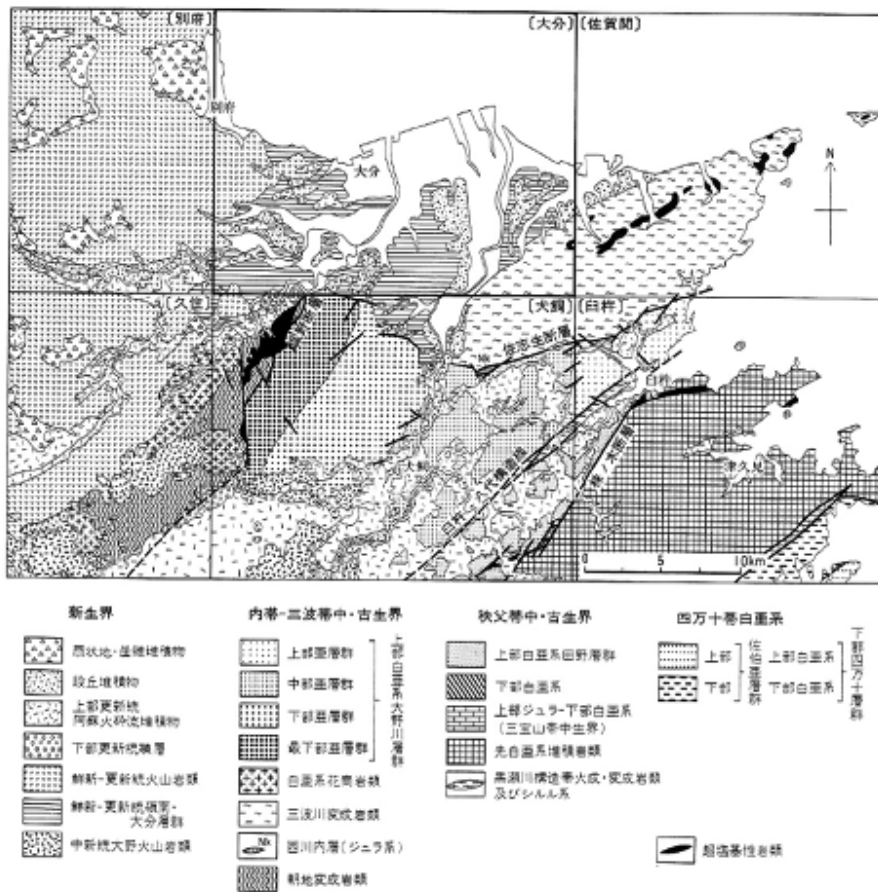 〔別府〕
〔大分〕
〔佐賀関〕
別府
大分
N
〔久住〕
〔犬飼〕
〔臼杵〕
Nk
佐志生断層
臼杵
犬飼
臼杵-八代構造線
津久見
0 5 10km
新生界
扇状地・崖錐堆積物
段丘堆積物
上部更新統
阿蘇火砕流堆積物
下部更新統碩層
鮮新-更新統火山岩類
鮮新-更新統碩南-
大分層群
中新統大野火山岩類
内帯-三波帯中・古生界
上部亜層群
中部亜層群
下部亜層群
最下部亜層群
上部白亜系大野川層群
白亜系花崗岩類
三波川変成岩類
Nk
西川内層(ジュラ系)
朝地変成岩類
秩父帯中・古生界
上部白亜系田野層群
下部白亜系
上部ジュラ-下部白亜系
(三宝山帯中生界)
先白亜系堆積岩類
黒瀬川構造帯火成・変成岩類
及びシルル系
四万十帯白亜系
上部
下部
佐伯亜層群
上部白亜系
下部白亜系
下部四万十層群
超塩基性岩類